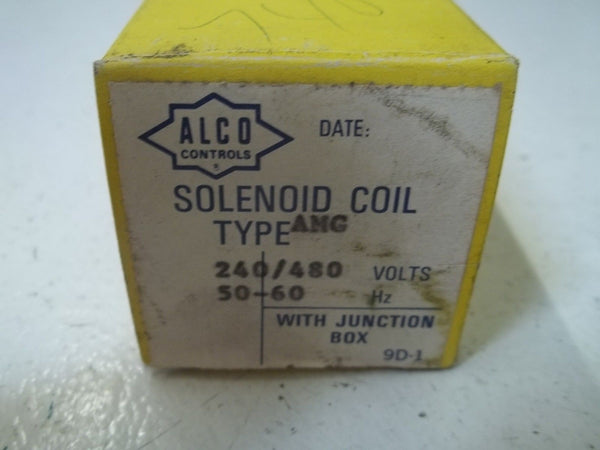 ALCO
CONTROLS
DATE:
SOLENOID COIL
TYPE AMG
240/480 VOLTS
50-60 Hz
WITH JUNCTION
BOX
9D-1